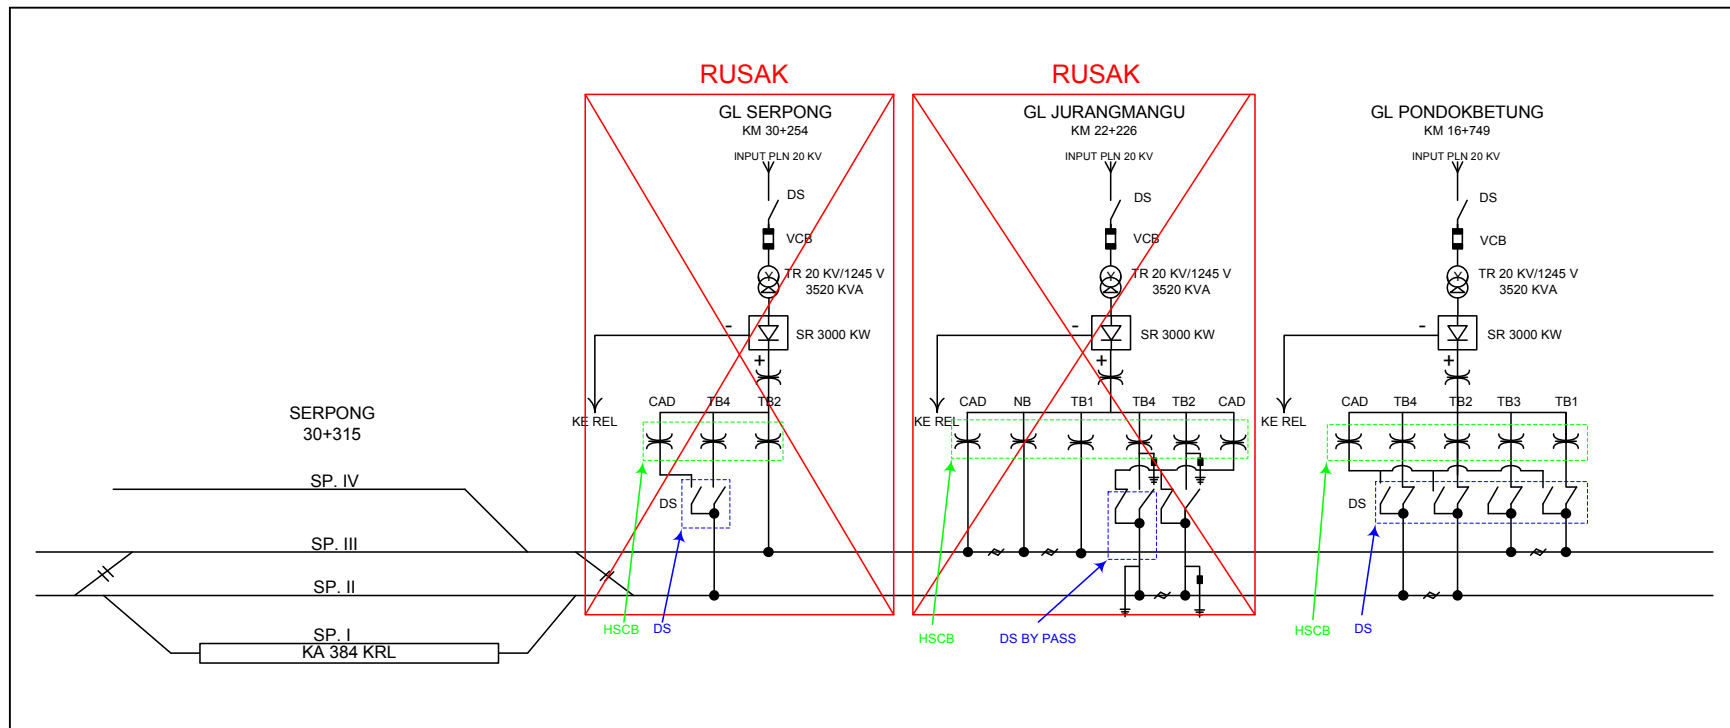 RUSAK
RUSAK
GL SERPONG
KM 30+254
INPUT PLN 20 KV
DS
VCB
TR 20 KV/1245 V
3520 KVA
-
SR 3000 KW
+
CAD
TB4
TB2
KE REL
DS
HSCB
DS
GL JURANGMANGU
KM 22+226
INPUT PLN 20 KV
DS
VCB
TR 20 KV/1245 V
3520 KVA
-
SR 3000 KW
+
CAD
NB
TB1
TB4
TB2
CAD
KE REL
HSCB
DS BY PASS
GL PONDOKBETUNG
KM 16+749
INPUT PLN 20 KV
DS
VCB
TR 20 KV/1245 V
3520 KVA
-
SR 3000 KW
+
CAD
TB4
TB2
TB3
TB1
KE REL
DS
HSCB
DS
SERPONG
30+315
SP. IV
SP. III
SP. II
SP. I
KA 384 KRL